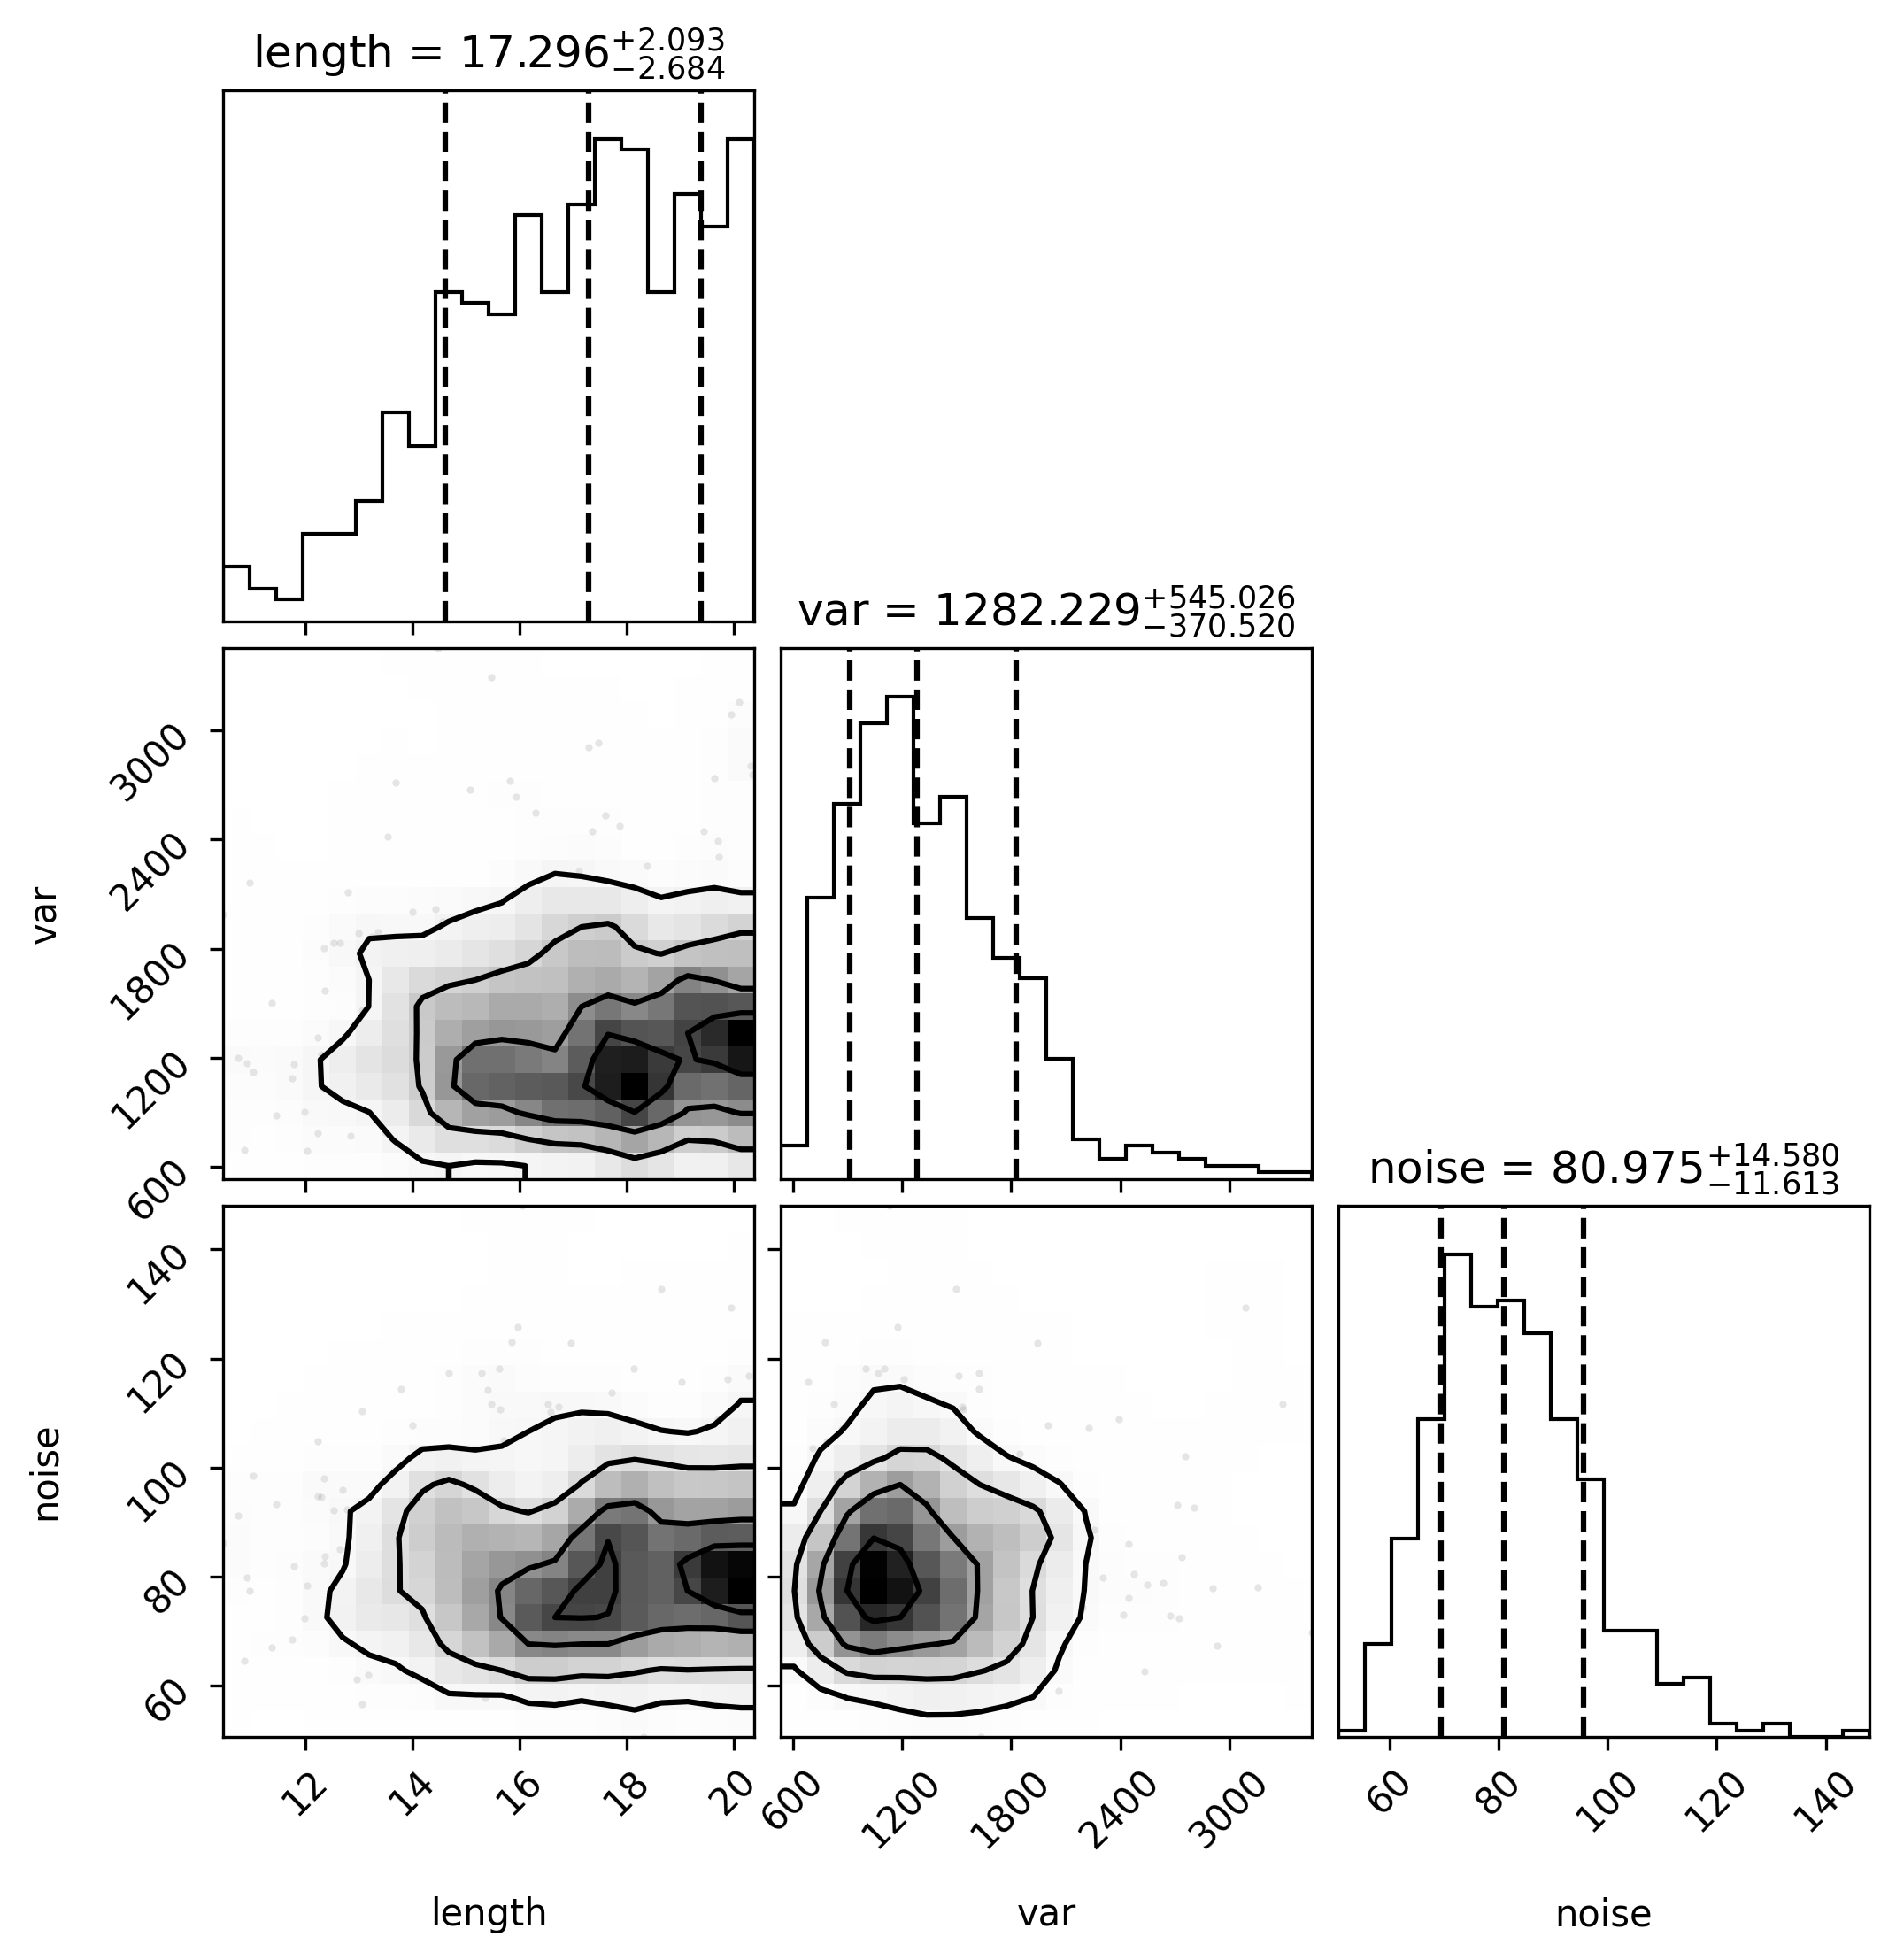 length = 17.296 +2.093 −2.684
var = 1282.229 +545.026 −370.520
3000
2400
1800
1200
600
var
noise = 80.975 +14.580 −11.613
140
120
100
80
60
noise
12 14 16 18 20 600 1200 1800 2400 3000 60 80 100 120 140
length var noise